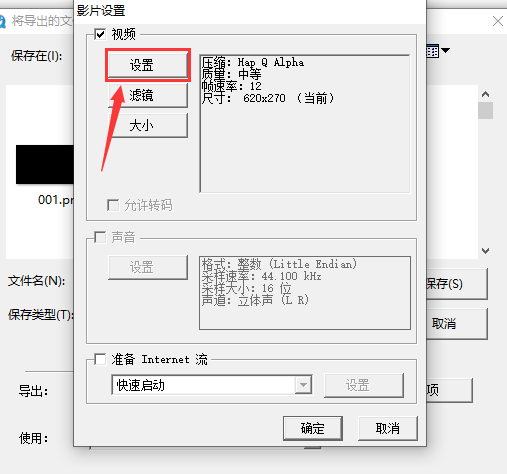 将导出的文
影片设置
保存在(I):
视频
设置
滤镜
大小
压缩: Hap Q Alpha
质量: 中等
帧速率: 12
尺寸: 620x270 (当前)
允许转码
001.pr
声音
设置
格式: 整数 (Little Endian)
采样速率: 44.100 kHz
采样大小: 16 位
声道: 立体声 (L R)
文件名(N):
保存(S)
保存类型(T):
取消
准备 Internet 流
快速启动
设置
导出:
项
确定
取消
使用: